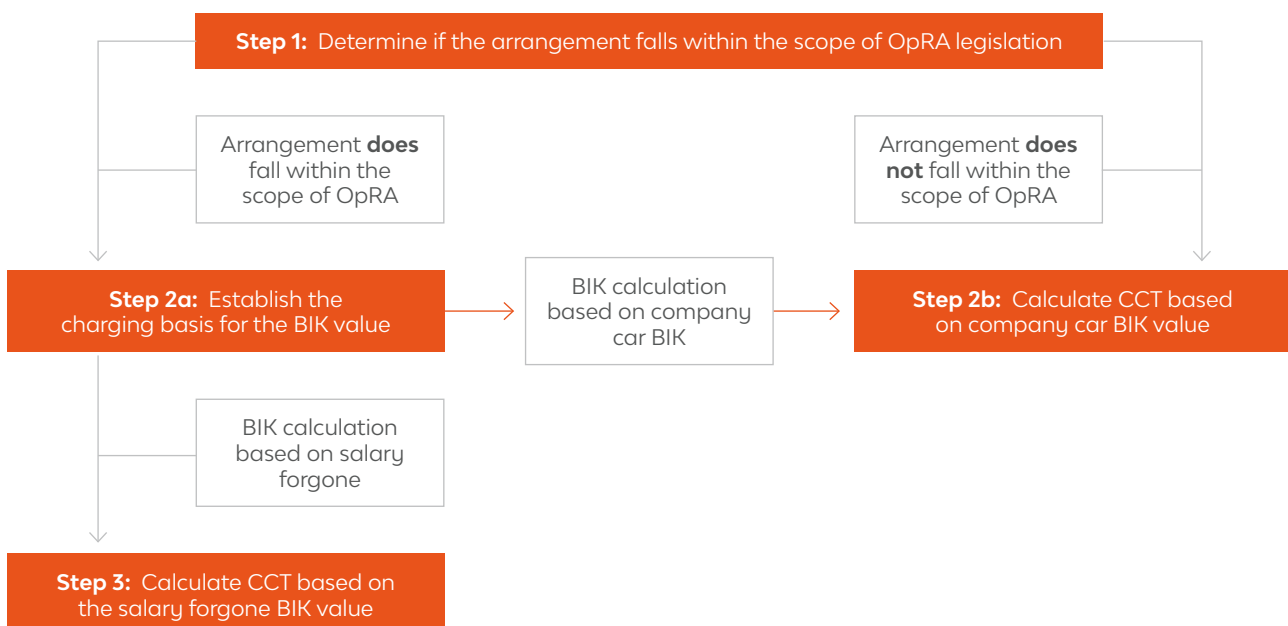 Step 1: Determine if the arrangement falls within the scope of OpRA legislation
Arrangement does
fall within the
scope of OpRA
Arrangement does
not fall within the
scope of OpRA
Step 2a: Establish the
charging basis for the BIK value
BIK calculation
based on company
car BIK
Step 2b: Calculate CCT based
on company car BIK value
BIK calculation
based on salary
forgone
Step 3: Calculate CCT based on
the salary forgone BIK value